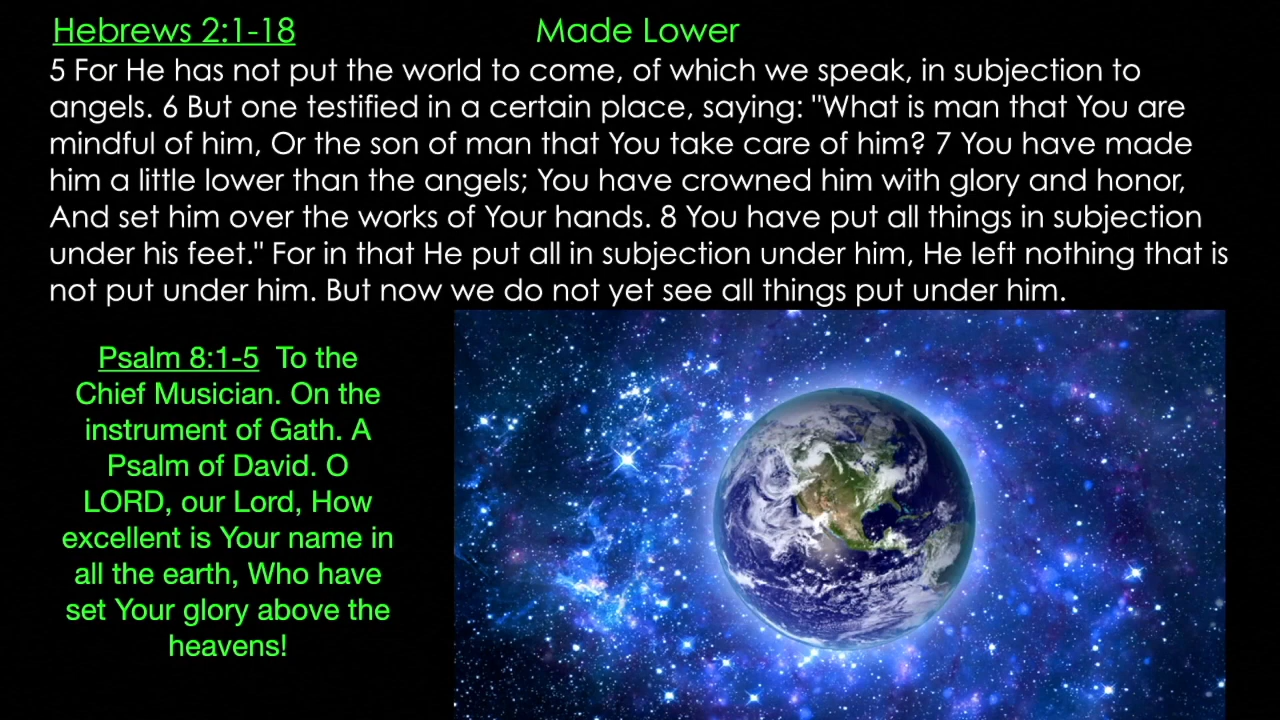 Hebrews 2:1-18 Made Lower
5 For He has not put the world to come, of which we speak, in subjection to
angels. 6 But one testified in a certain place, saying: "What is man that You are
mindful of him, Or the son of man that You take care of him? 7 You have made
him a little lower than the angels; You have crowned him with glory and honor,
And set him over the works of Your hands. 8 You have put all things in subjection
under his feet." For in that He put all in subjection under him, He left nothing that is
not put under him. But now we do not yet see all things put under him.
Psalm 8:1-5 To the
Chief Musician. On the
instrument of Gath. A
Psalm of David. O
LORD, our Lord, How
excellent is Your name in
all the earth, Who have
set Your glory above the
heavens!